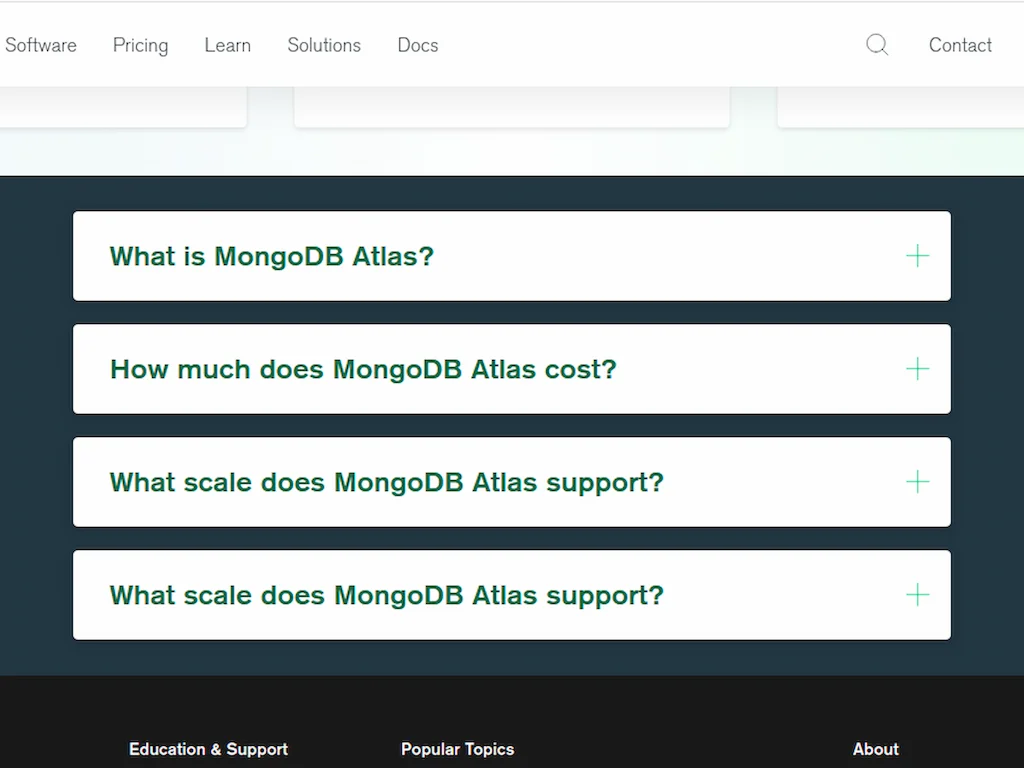 Software Pricing Learn Solutions Docs Contact
What is MongoDB Atlas?
How much does MongoDB Atlas cost?
What scale does MongoDB Atlas support?
What scale does MongoDB Atlas support?
Education & Support Popular Topics About